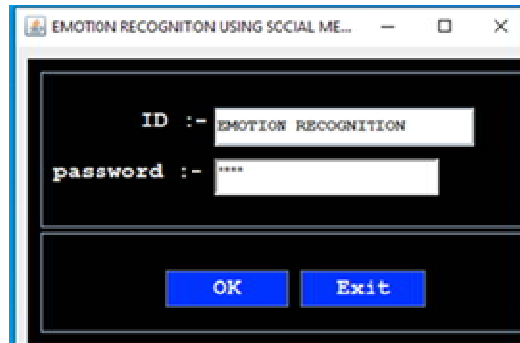 EMOTION RECOGNITON USING SOCIAL ME...
ID :- EMOTION RECOGNITION
password :- ****
OK Exit